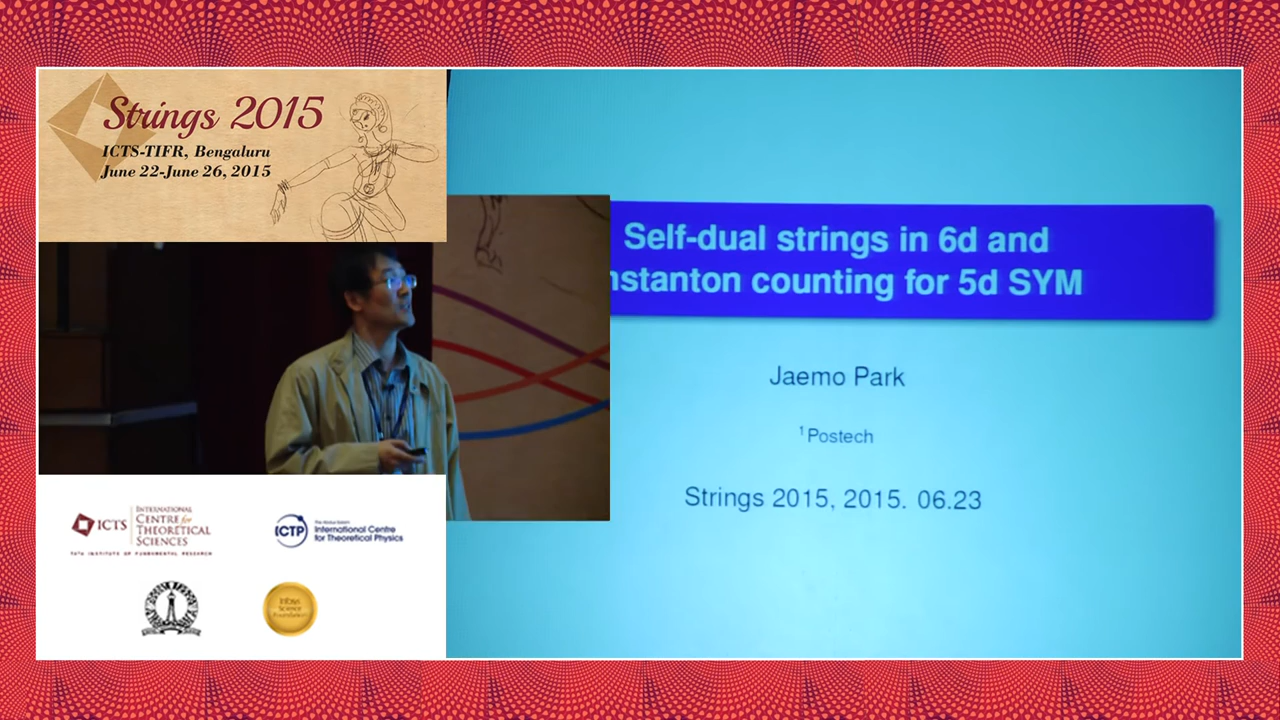 Strings 2015
ICTS-TIFR, Bengaluru
June 22-June 26, 2015
Self-dual strings in 6d and
nstanton counting for 5d SYM
Jaemo Park
1Postech
Strings 2015, 2015. 06.23
ICTS
INTERNATIONAL
CENTRE for
THEORETICAL
SCIENCES
TATA INSTITUTE OF FUNDAMENTAL RESEARCH
ICTP
The Abdus Salam
International Centre
for Theoretical Physics
Infosys
Science
Foundation